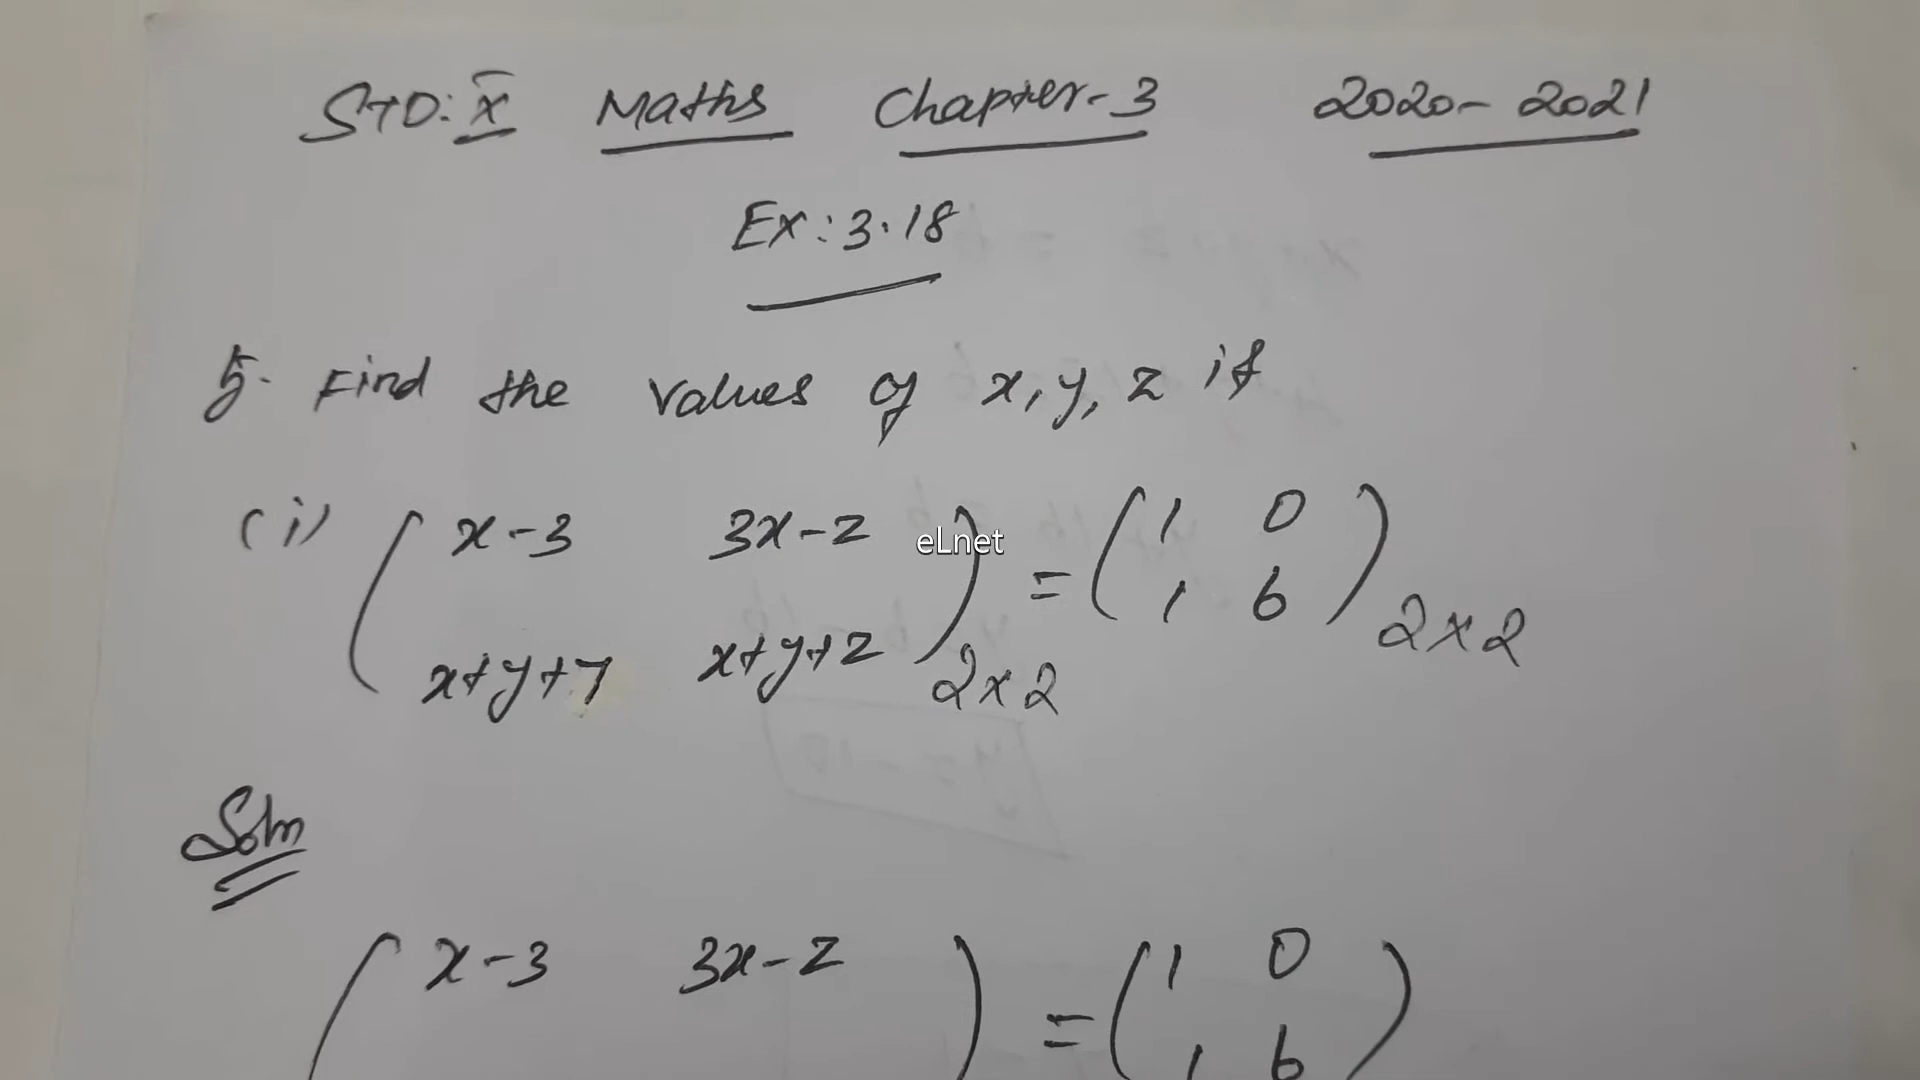 STD: X Maths Chapter-3 2020-2021
Ex: 3.18
5. Find the values of x, y, z if
(i) ( x-3 3x-z ) = ( 1 0 )
( x+y+7 x+y+z ) 2x2 ( 1 6 ) 2x2
eLnet
Soln
( x-3 3x-z ) = ( 1 0 )
1 6